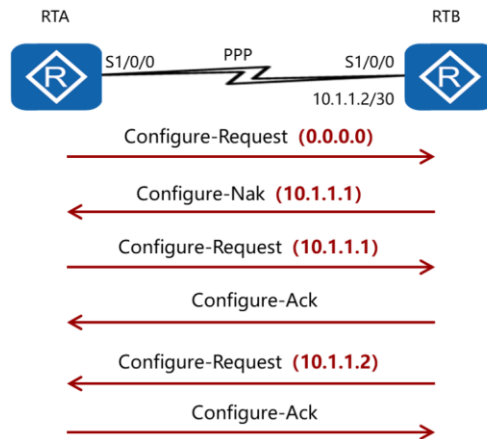 RTA RTB
R R
S1/0/0 PPP S1/0/0
10.1.1.2/30
Configure-Request (0.0.0.0)
Configure-Nak (10.1.1.1)
Configure-Request (10.1.1.1)
Configure-Ack
Configure-Request (10.1.1.2)
Configure-Ack